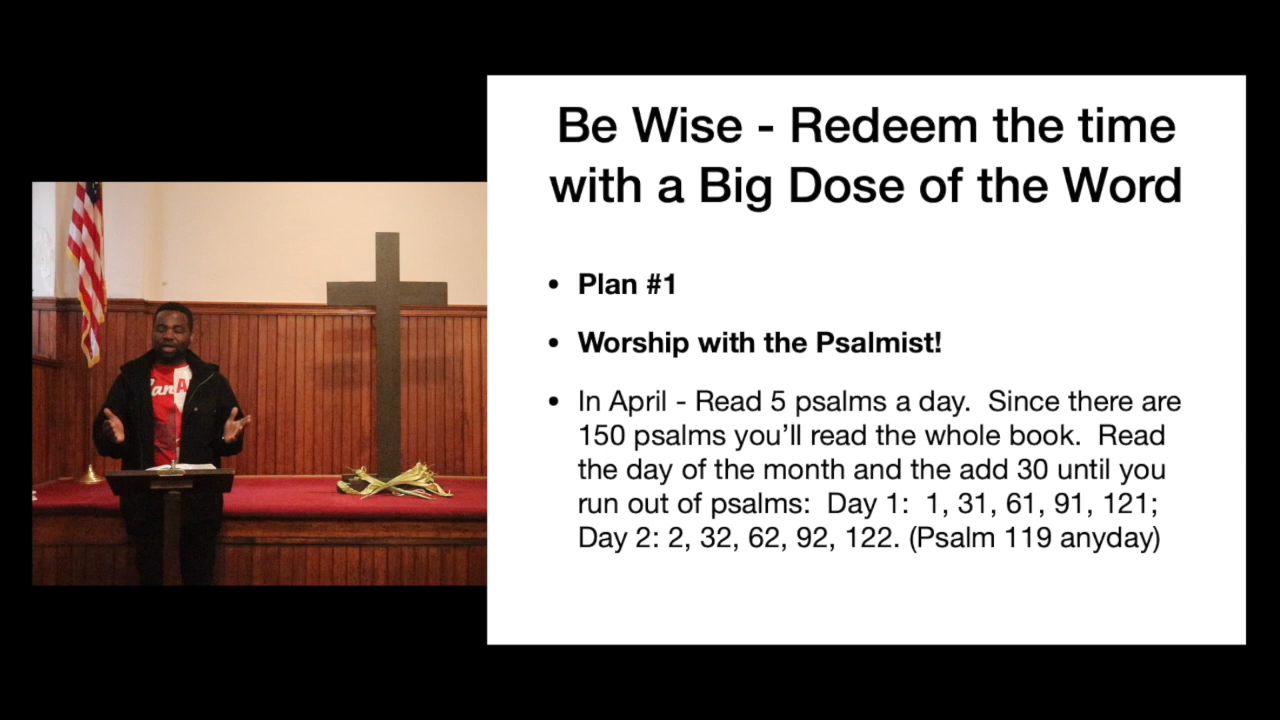 Be Wise - Redeem the time
with a Big Dose of the Word
• Plan #1
• Worship with the Psalmist!
• In April - Read 5 psalms a day.  Since there are
150 psalms you’ll read the whole book.  Read
the day of the month and the add 30 until you
run out of psalms:  Day 1:  1, 31, 61, 91, 121;
Day 2: 2, 32, 62, 92, 122. (Psalm 119 anyday)